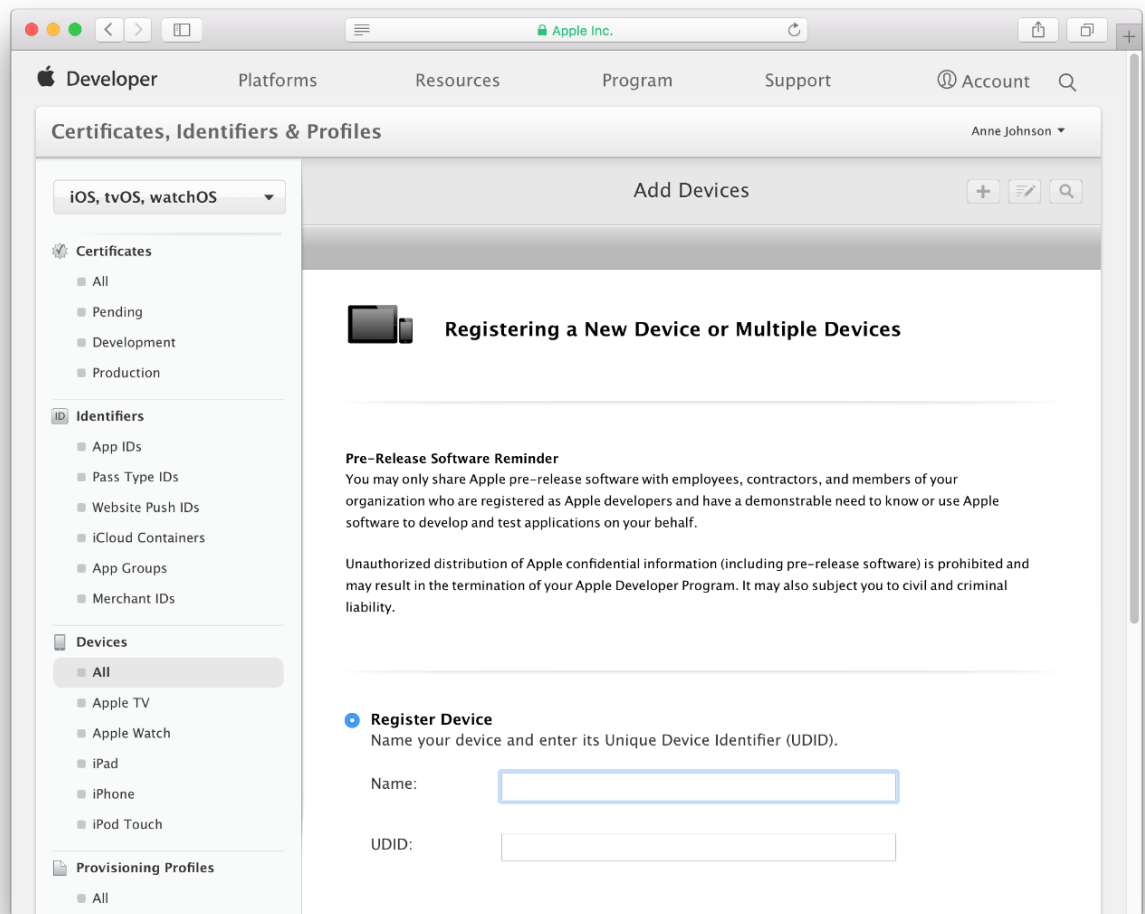 Apple Inc.
Developer
Platforms
Resources
Program
Support
Account
Certificates, Identifiers & Profiles
Anne Johnson
iOS, tvOS, watchOS
Add Devices
Certificates
All
Pending
Development
Production
ID Identifiers
App IDs
Pass Type IDs
Website Push IDs
iCloud Containers
App Groups
Merchant IDs
Devices
All
Apple TV
Apple Watch
iPad
iPhone
iPod Touch
Provisioning Profiles
All
Registering a New Device or Multiple Devices
Pre-Release Software Reminder
You may only share Apple pre-release software with employees, contractors, and members of your
organization who are registered as Apple developers and have a demonstrable need to know or use Apple
software to develop and test applications on your behalf.
Unauthorized distribution of Apple confidential information (including pre-release software) is prohibited and
may result in the termination of your Apple Developer Program. It may also subject you to civil and criminal
liability.
Register Device
Name your device and enter its Unique Device Identifier (UDID).
Name:
UDID: